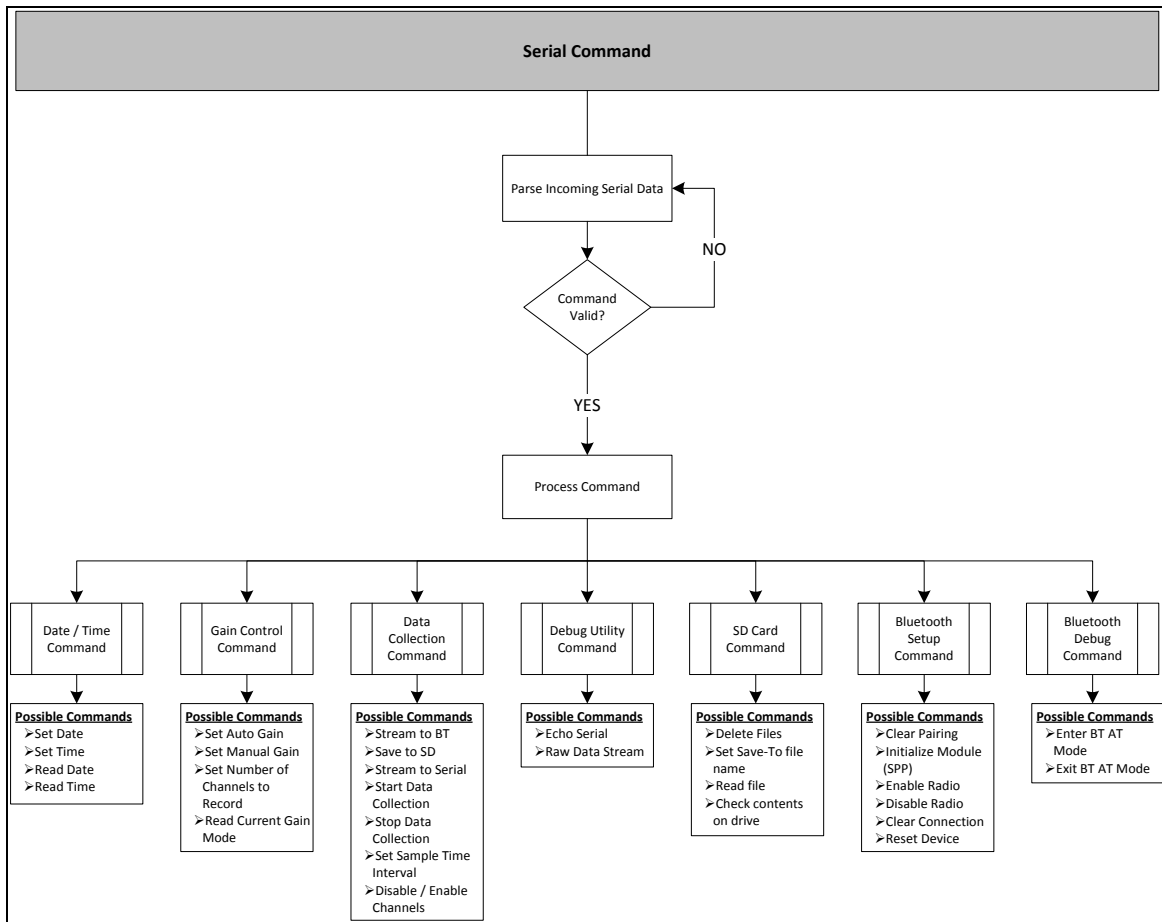 Serial Command
Parse Incoming Serial Data
NO
Command
Valid?
YES
Process Command
Date / Time
Command
Gain Control
Command
Data
Collection
Command
Debug Utility
Command
SD Card
Command
Bluetooth
Setup
Command
Bluetooth
Debug
Command
Possible Commands
➢Set Date
➢Set Time
➢Read Date
➢Read Time
Possible Commands
➢Set Auto Gain
➢Set Manual Gain
➢Set Number of
Channels to
Record
➢Read Current Gain
Mode
Possible Commands
➢Stream to BT
➢Save to SD
➢Stream to Serial
➢Start Data
Collection
➢Stop Data
Collection
➢Set Sample Time
Interval
➢Disable / Enable
Channels
Possible Commands
➢Echo Serial
➢Raw Data Stream
Possible Commands
➢Delete Files
➢Set Save-To file
name
➢Read file
➢Check contents
on drive
Possible Commands
➢Clear Pairing
➢Initialize Module
(SPP)
➢Enable Radio
➢Disable Radio
➢Clear Connection
➢Reset Device
Possible Commands
➢Enter BT AT
Mode
➢Exit BT AT Mode